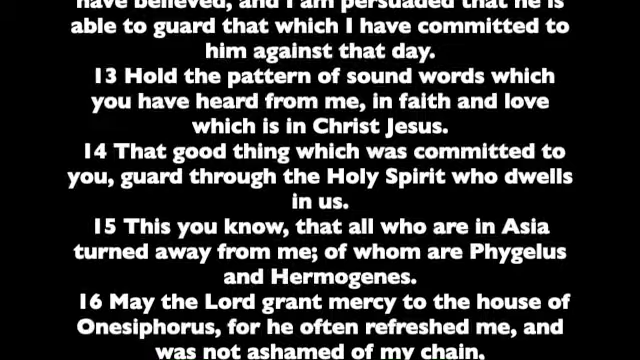 have believed, and I am persuaded that he is
able to guard that which I have committed to
him against that day.
13 Hold the pattern of sound words which
you have heard from me, in faith and love
which is in Christ Jesus.
14 That good thing which was committed to
you, guard through the Holy Spirit who dwells
in us.
15 This you know, that all who are in Asia
turned away from me; of whom are Phygelus
and Hermogenes.
16 May the Lord grant mercy to the house of
Onesiphorus, for he often refreshed me, and
was not ashamed of my chain,